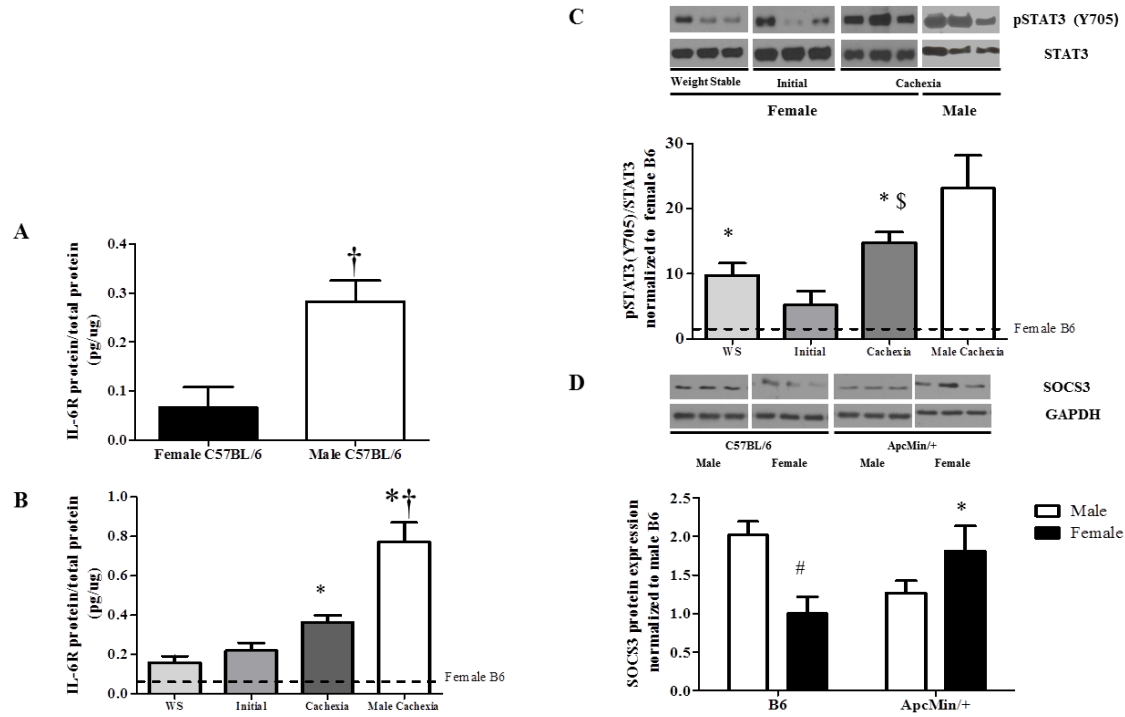 A
IL-6R protein/total protein
(pg/ug)
0.4
0.3
0.2
0.1
0.0
†
Female C57BL/6 Male C57BL/6
B
IL-6R protein/total protein
(pg/ug)
1.0
0.8
0.6
0.4
0.2
0.0
*
*†
Female B6
WS Initial Cachexia Male Cachexia
C
pSTAT3 (Y705)
STAT3
Weight Stable Initial Cachexia
Female Male
pSTAT3(Y705)/STAT3
normalized to female B6
30
20
10
0
*
* $
Female B6
WS Initial Cachexia Male Cachexia
D
SOCS3
GAPDH
C57BL/6 ApcMin/+
Male Female Male Female
SOCS3 protein expression
normalized to male B6
2.5
2.0
1.5
1.0
0.5
0.0
#
*
Male
Female
B6 ApcMin/+